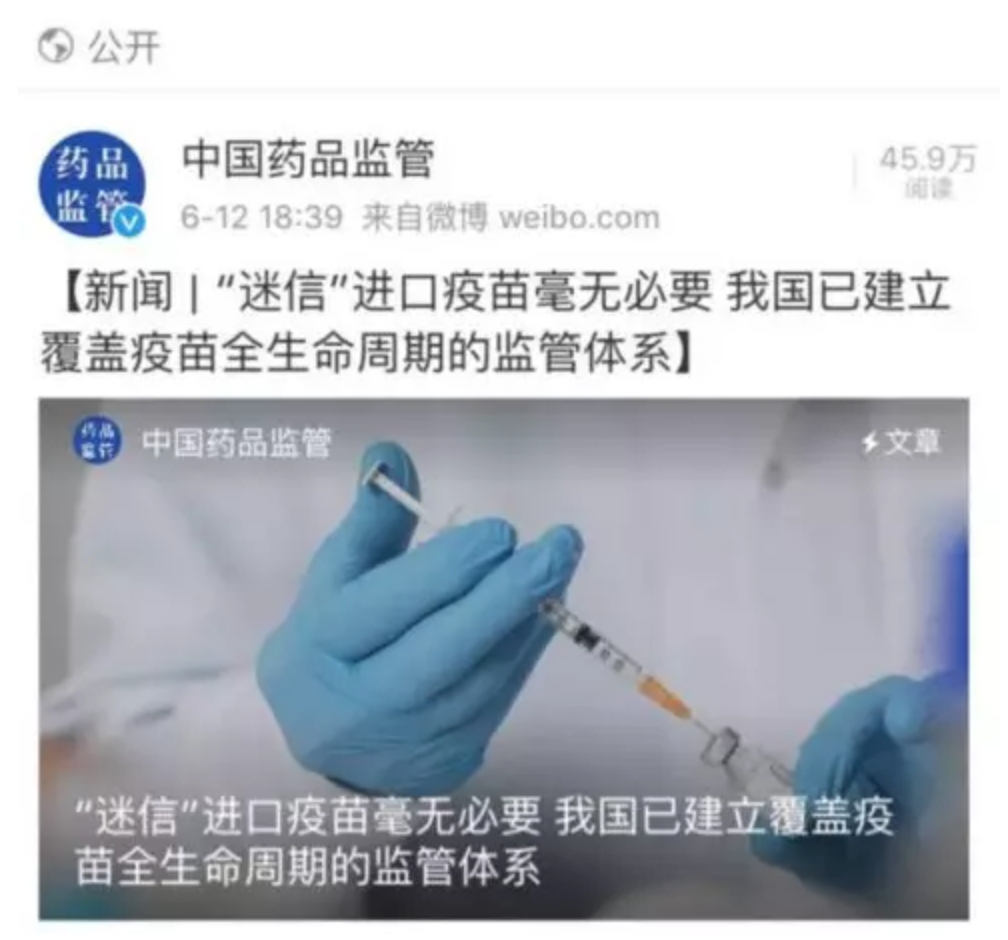 公开
药品
监管
中国药品监管
45.9万
阅读
6-12 18:39 来自微博 weibo.com
【新闻 | “迷信”进口疫苗毫无必要 我国已建立
覆盖疫苗全生命周期的监管体系】
药品
监管
中国药品监管
文章
“迷信”进口疫苗毫无必要 我国已建立覆盖疫
苗全生命周期的监管体系